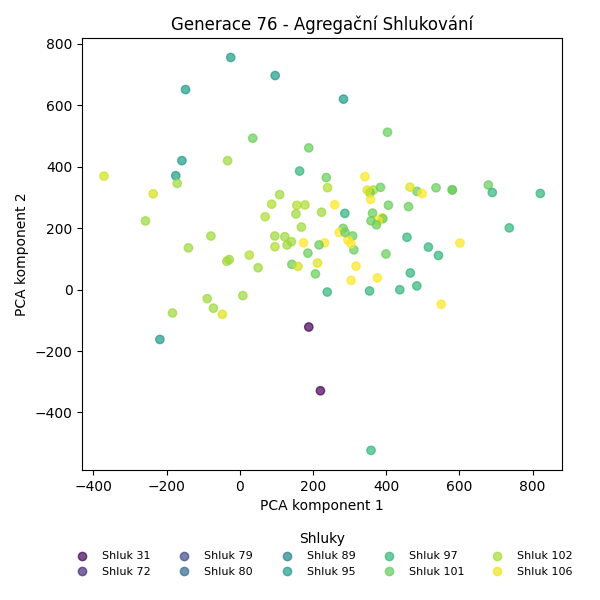 Generace 76 - Agregační Shlukování
800
600
400
200
0
−200
−400
PCA komponent 2
−400 −200 0 200 400 600 800
PCA komponent 1
Shluky
Shluk 31 Shluk 79 Shluk 89 Shluk 97 Shluk 102
Shluk 72 Shluk 80 Shluk 95 Shluk 101 Shluk 106